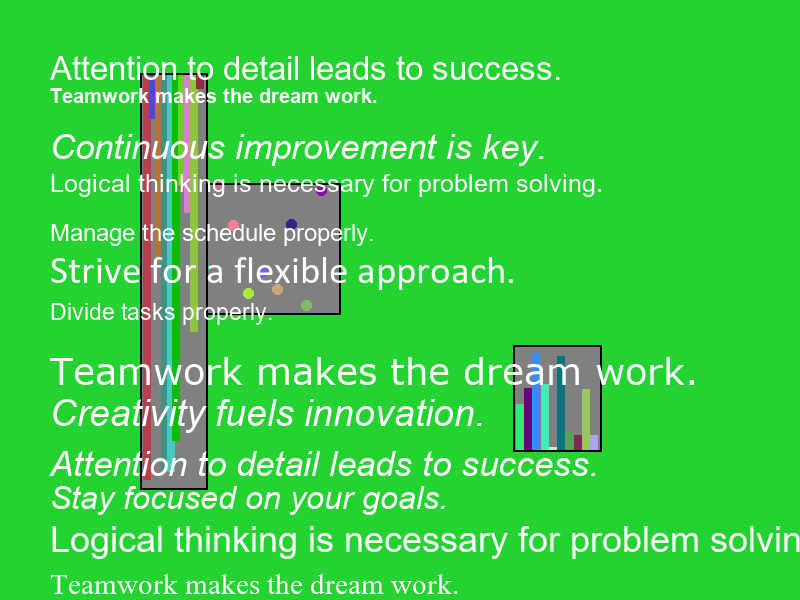 Attention to detail leads to success.
Teamwork makes the dream work.
Continuous improvement is key.
Logical thinking is necessary for problem solving.
Manage the schedule properly.
Strive for a flexible approach.
Divide tasks properly.
Teamwork makes the dream work.
Creativity fuels innovation.
Attention to detail leads to success.
Stay focused on your goals.
Logical thinking is necessary for problem solvin
Teamwork makes the dream work.